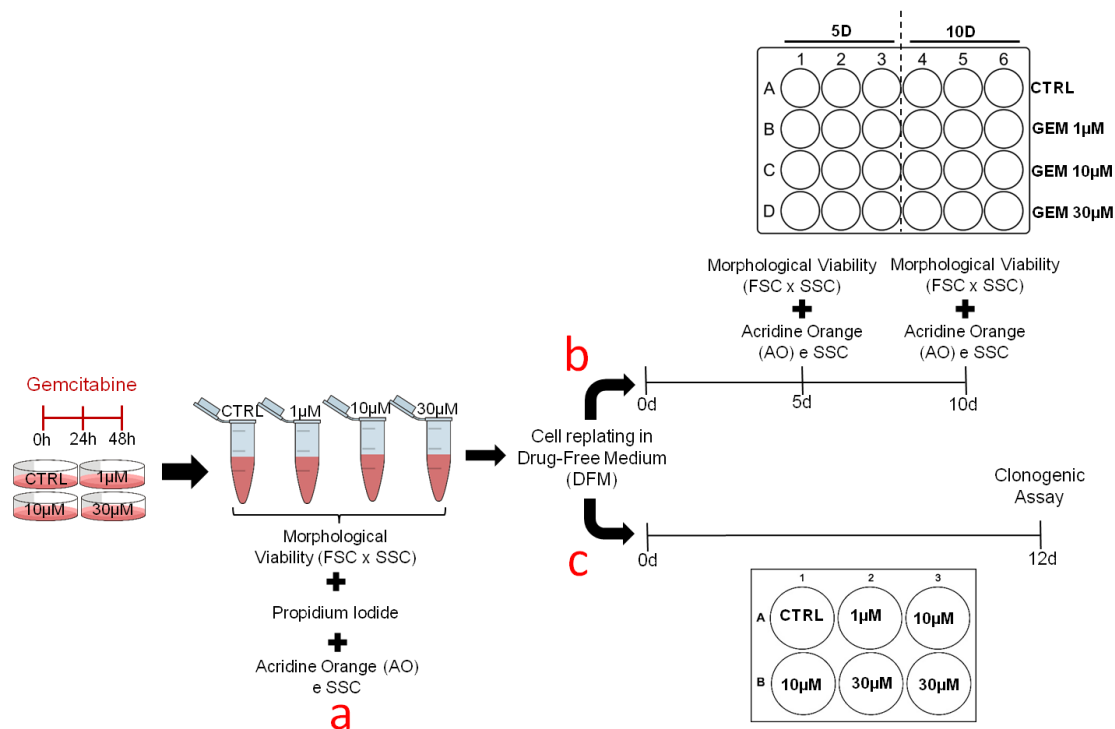 5D 10D
1 2 3 4 5 6
A CTRL
B GEM 1µM
C GEM 10µM
D GEM 30µM
Morphological Viability
(FSC x SSC)
Acridine Orange
(AO) e SSC
Morphological Viability
(FSC x SSC)
Acridine Orange
(AO) e SSC
b
0d 5d 10d
Gemcitabine
0h 24h 48h
CTRL 1µM
10µM 30µM
CTRL 1µM 10µM 30µM
Morphological
Viability (FSC x SSC)
Propidium Iodide
Acridine Orange (AO)
e SSC
a
Cell replating in
Drug-Free Medium
(DFM)
c
Clonogenic
Assay
0d 12d
1 2 3
A CTRL 1µM 10µM
B 10µM 30µM 30µM